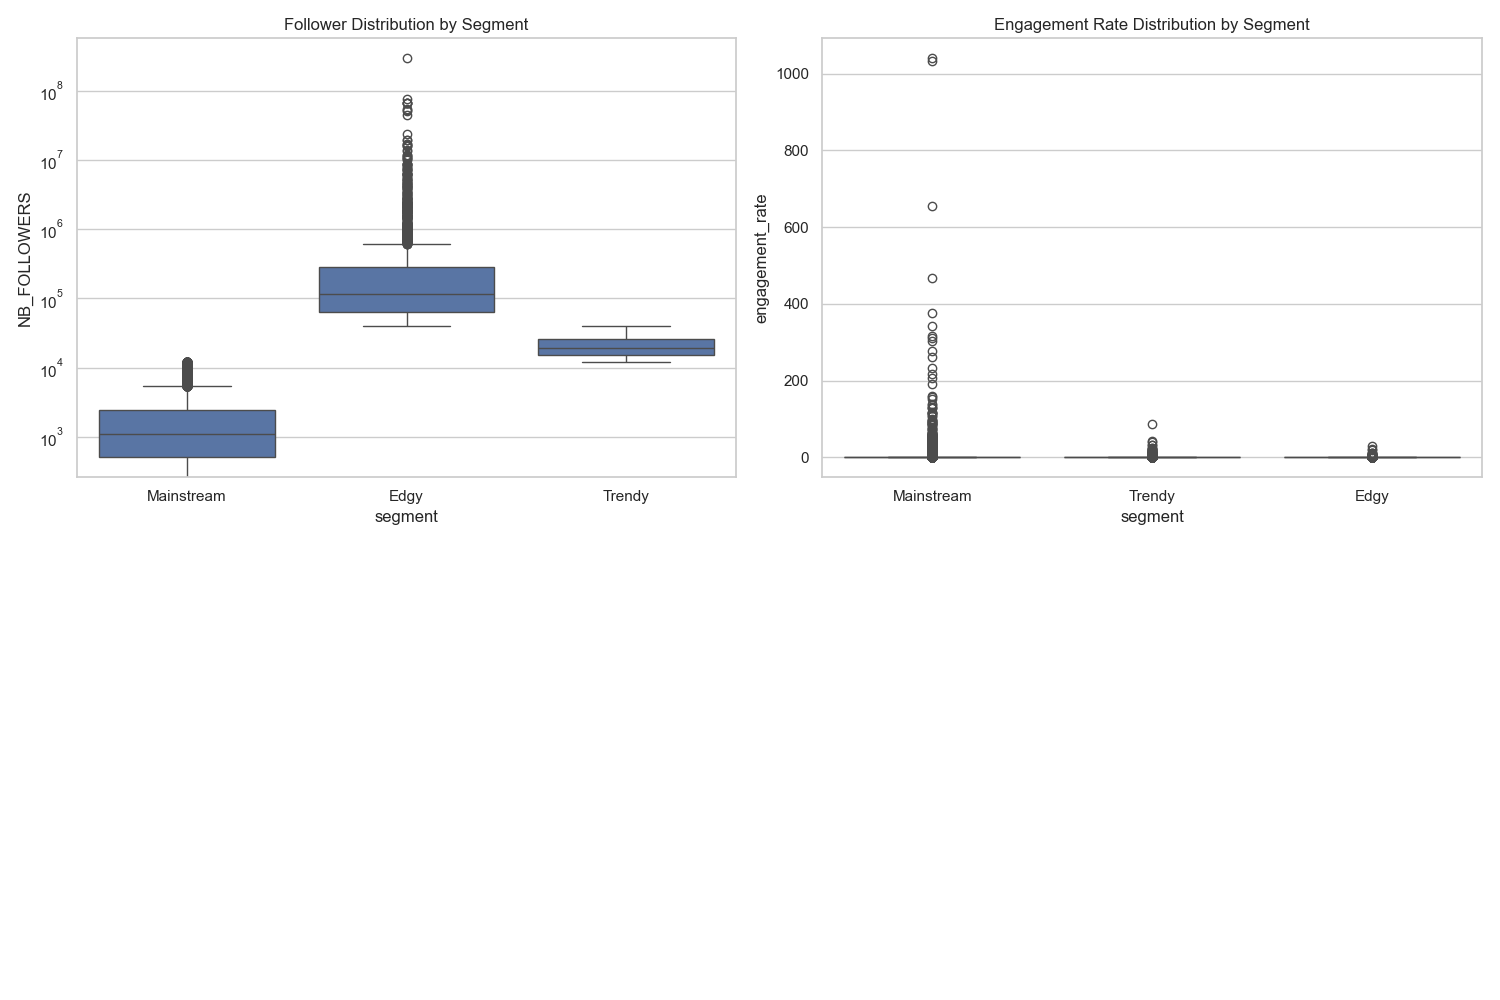 Follower Distribution by Segment
NB_FOLLOWERS
10^8
10^7
10^6
10^5
10^4
10^3
Mainstream Edgy Trendy
segment
Engagement Rate Distribution by Segment
engagement_rate
1000
800
600
400
200
0
Mainstream Trendy Edgy
segment